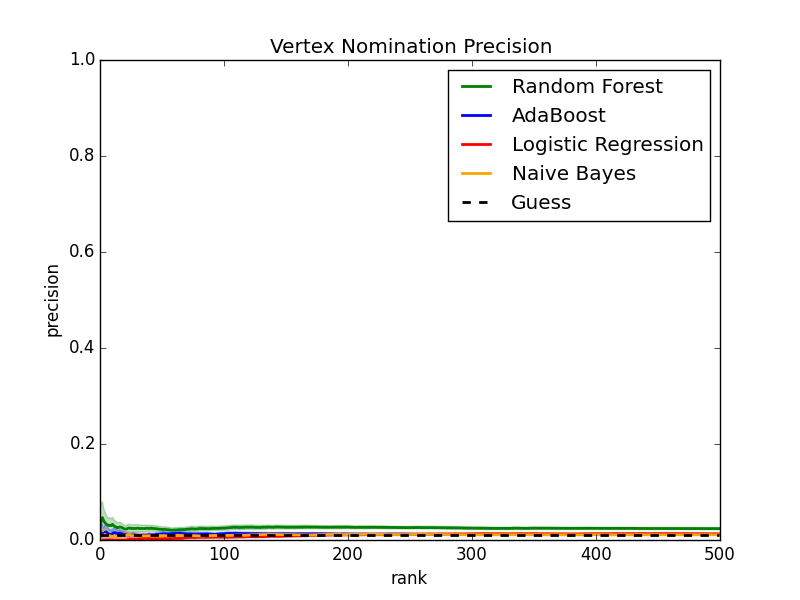 Vertex Nomination Precision
1.0
0.8
0.6
0.4
0.2
0.0
precision
Random Forest
AdaBoost
Logistic Regression
Naive Bayes
Guess
0 100 200 300 400 500
rank